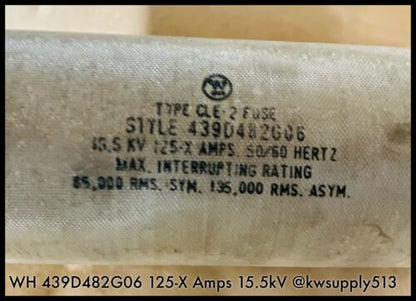 W
TYPE CLE-2 FUSE
STYLE 439D482G06
15.5 KV 125-X AMPS. 50/60 HERTZ
MAX. INTERRUPTING RATING
85,000 RMS. SYM. 135,000 RMS. ASYM.
WH 439D482G06 125-X Amps 15.5kV @kwsupply513